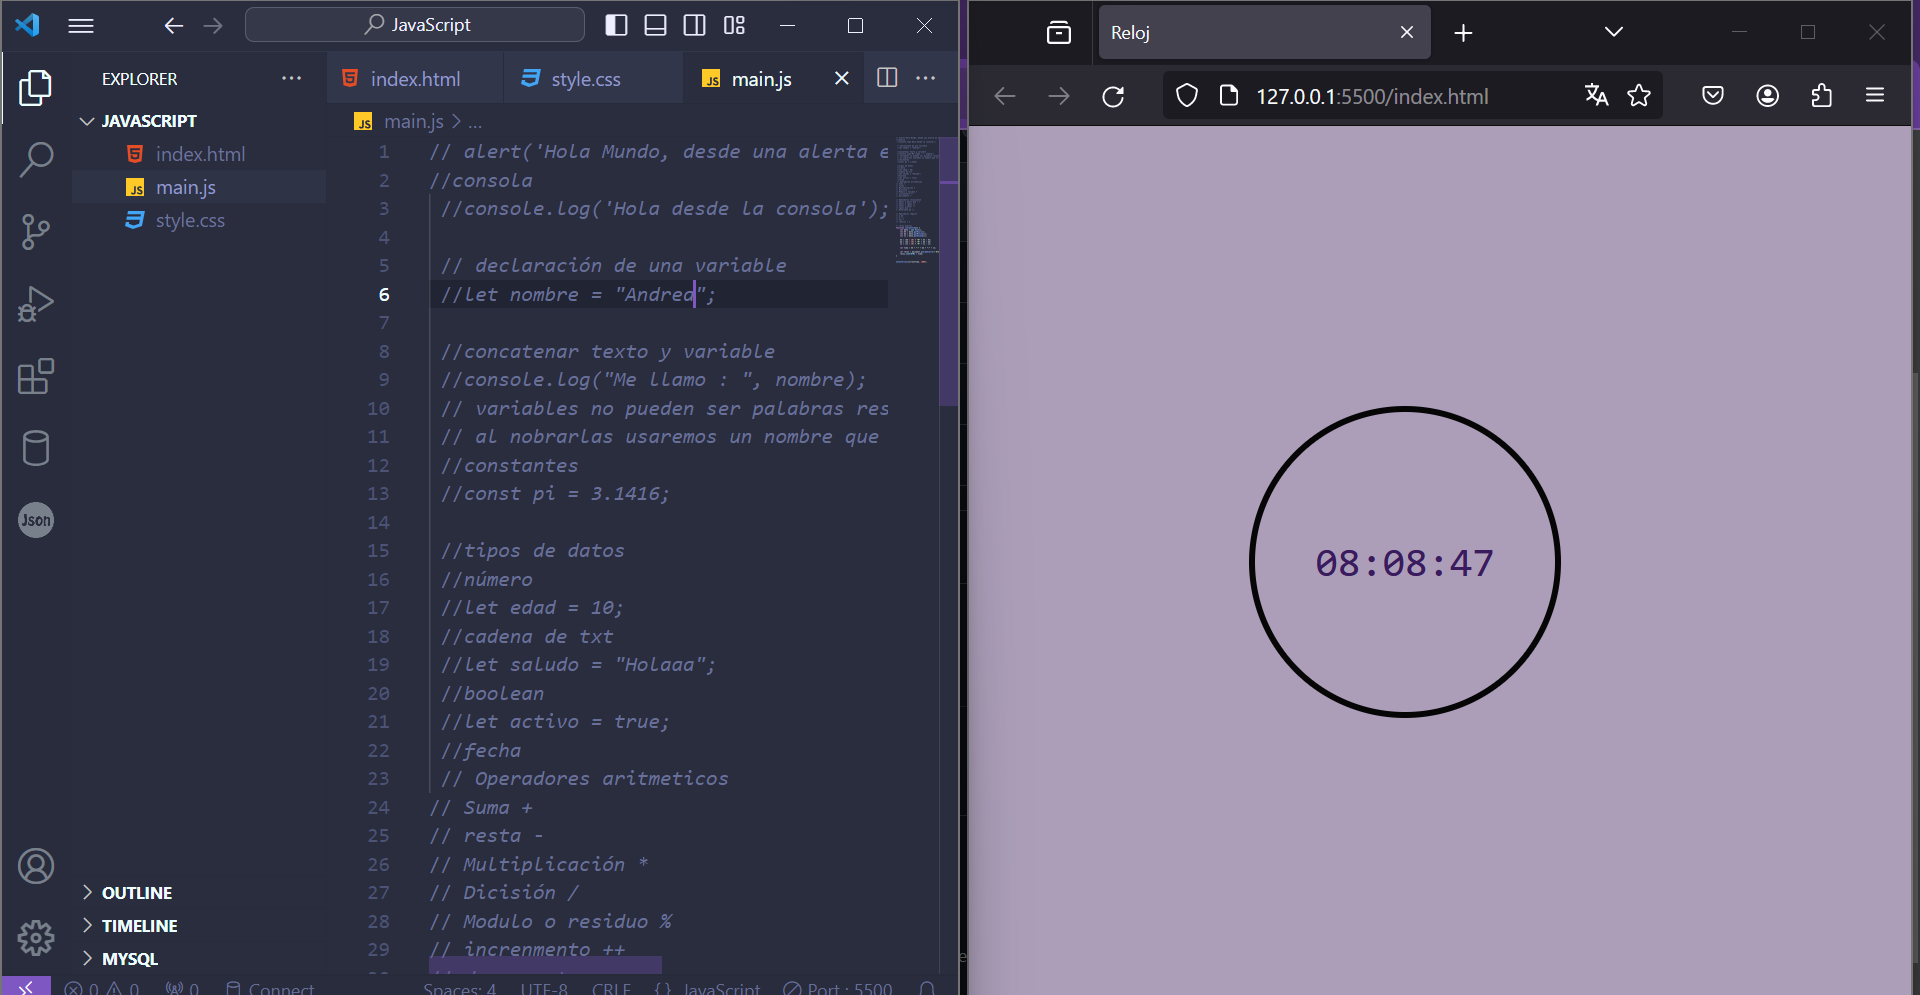 JavaScript
EXPLORER
index.html
style.css
JS main.js
JAVASCRIPT
index.html
JS main.js
style.css
JS main.js > ...
1 // alert('Hola Mundo, desde una alerta e
2 //consola
3 //console.log('Hola desde la consola');
4
5 // declaración de una variable
6 //let nombre = "Andrea";
7
8 //concatenar texto y variable
9 //console.log("Me llamo : ", nombre);
10 // variables no pueden ser palabras res
11 // al nobrarlas usaremos un nombre que
12 //constantes
13 //const pi = 3.1416;
14
15 //tipos de datos
16 //número
17 //let edad = 10;
18 //cadena de txt
19 //let saludo = "Holaaa";
20 //boolean
21 //let activo = true;
22 //fecha
23 // Operadores aritmeticos
24 // Suma +
25 // resta -
26 // Multiplicación *
27 // Dicisión /
28 // Modulo o residuo %
29 // increnmento ++
Json
OUTLINE
TIMELINE
MYSQL
0 0 0 Connect Spaces: 4 UTF-8 CRLF {} JavaScript Port : 5500
Reloj
127.0.0.1:5500/index.html
08:08:47